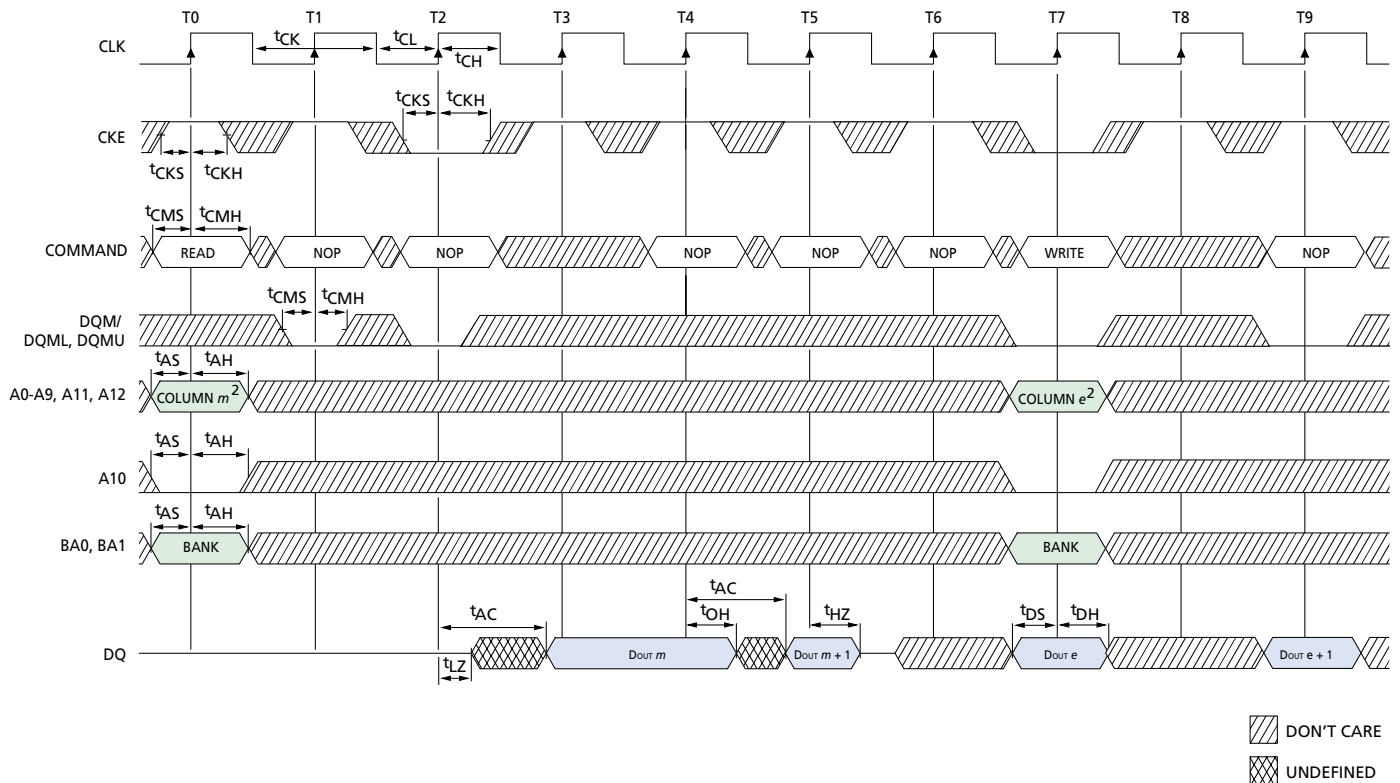 T0 T1 T2 T3 T4 T5 T6 T7 T8 T9
CLK
tCK tCL
tCH
tCKS tCKH
CKE
tCKS tCKH
tCMS tCMH
COMMAND READ NOP NOP NOP NOP NOP WRITE NOP
tCMS tCMH
DQM/
DQML, DQMU
tAS tAH
A0-A9, A11, A12 COLUMN m2 COLUMN e2
tAS tAH
A10
tAS tAH
BA0, BA1 BANK BANK
tAC
tAC tOH tHZ tDS tDH
DQ DOUT m DOUT m + 1 DOUT e DOUT e + 1
tLZ
DON'T CARE
UNDEFINED